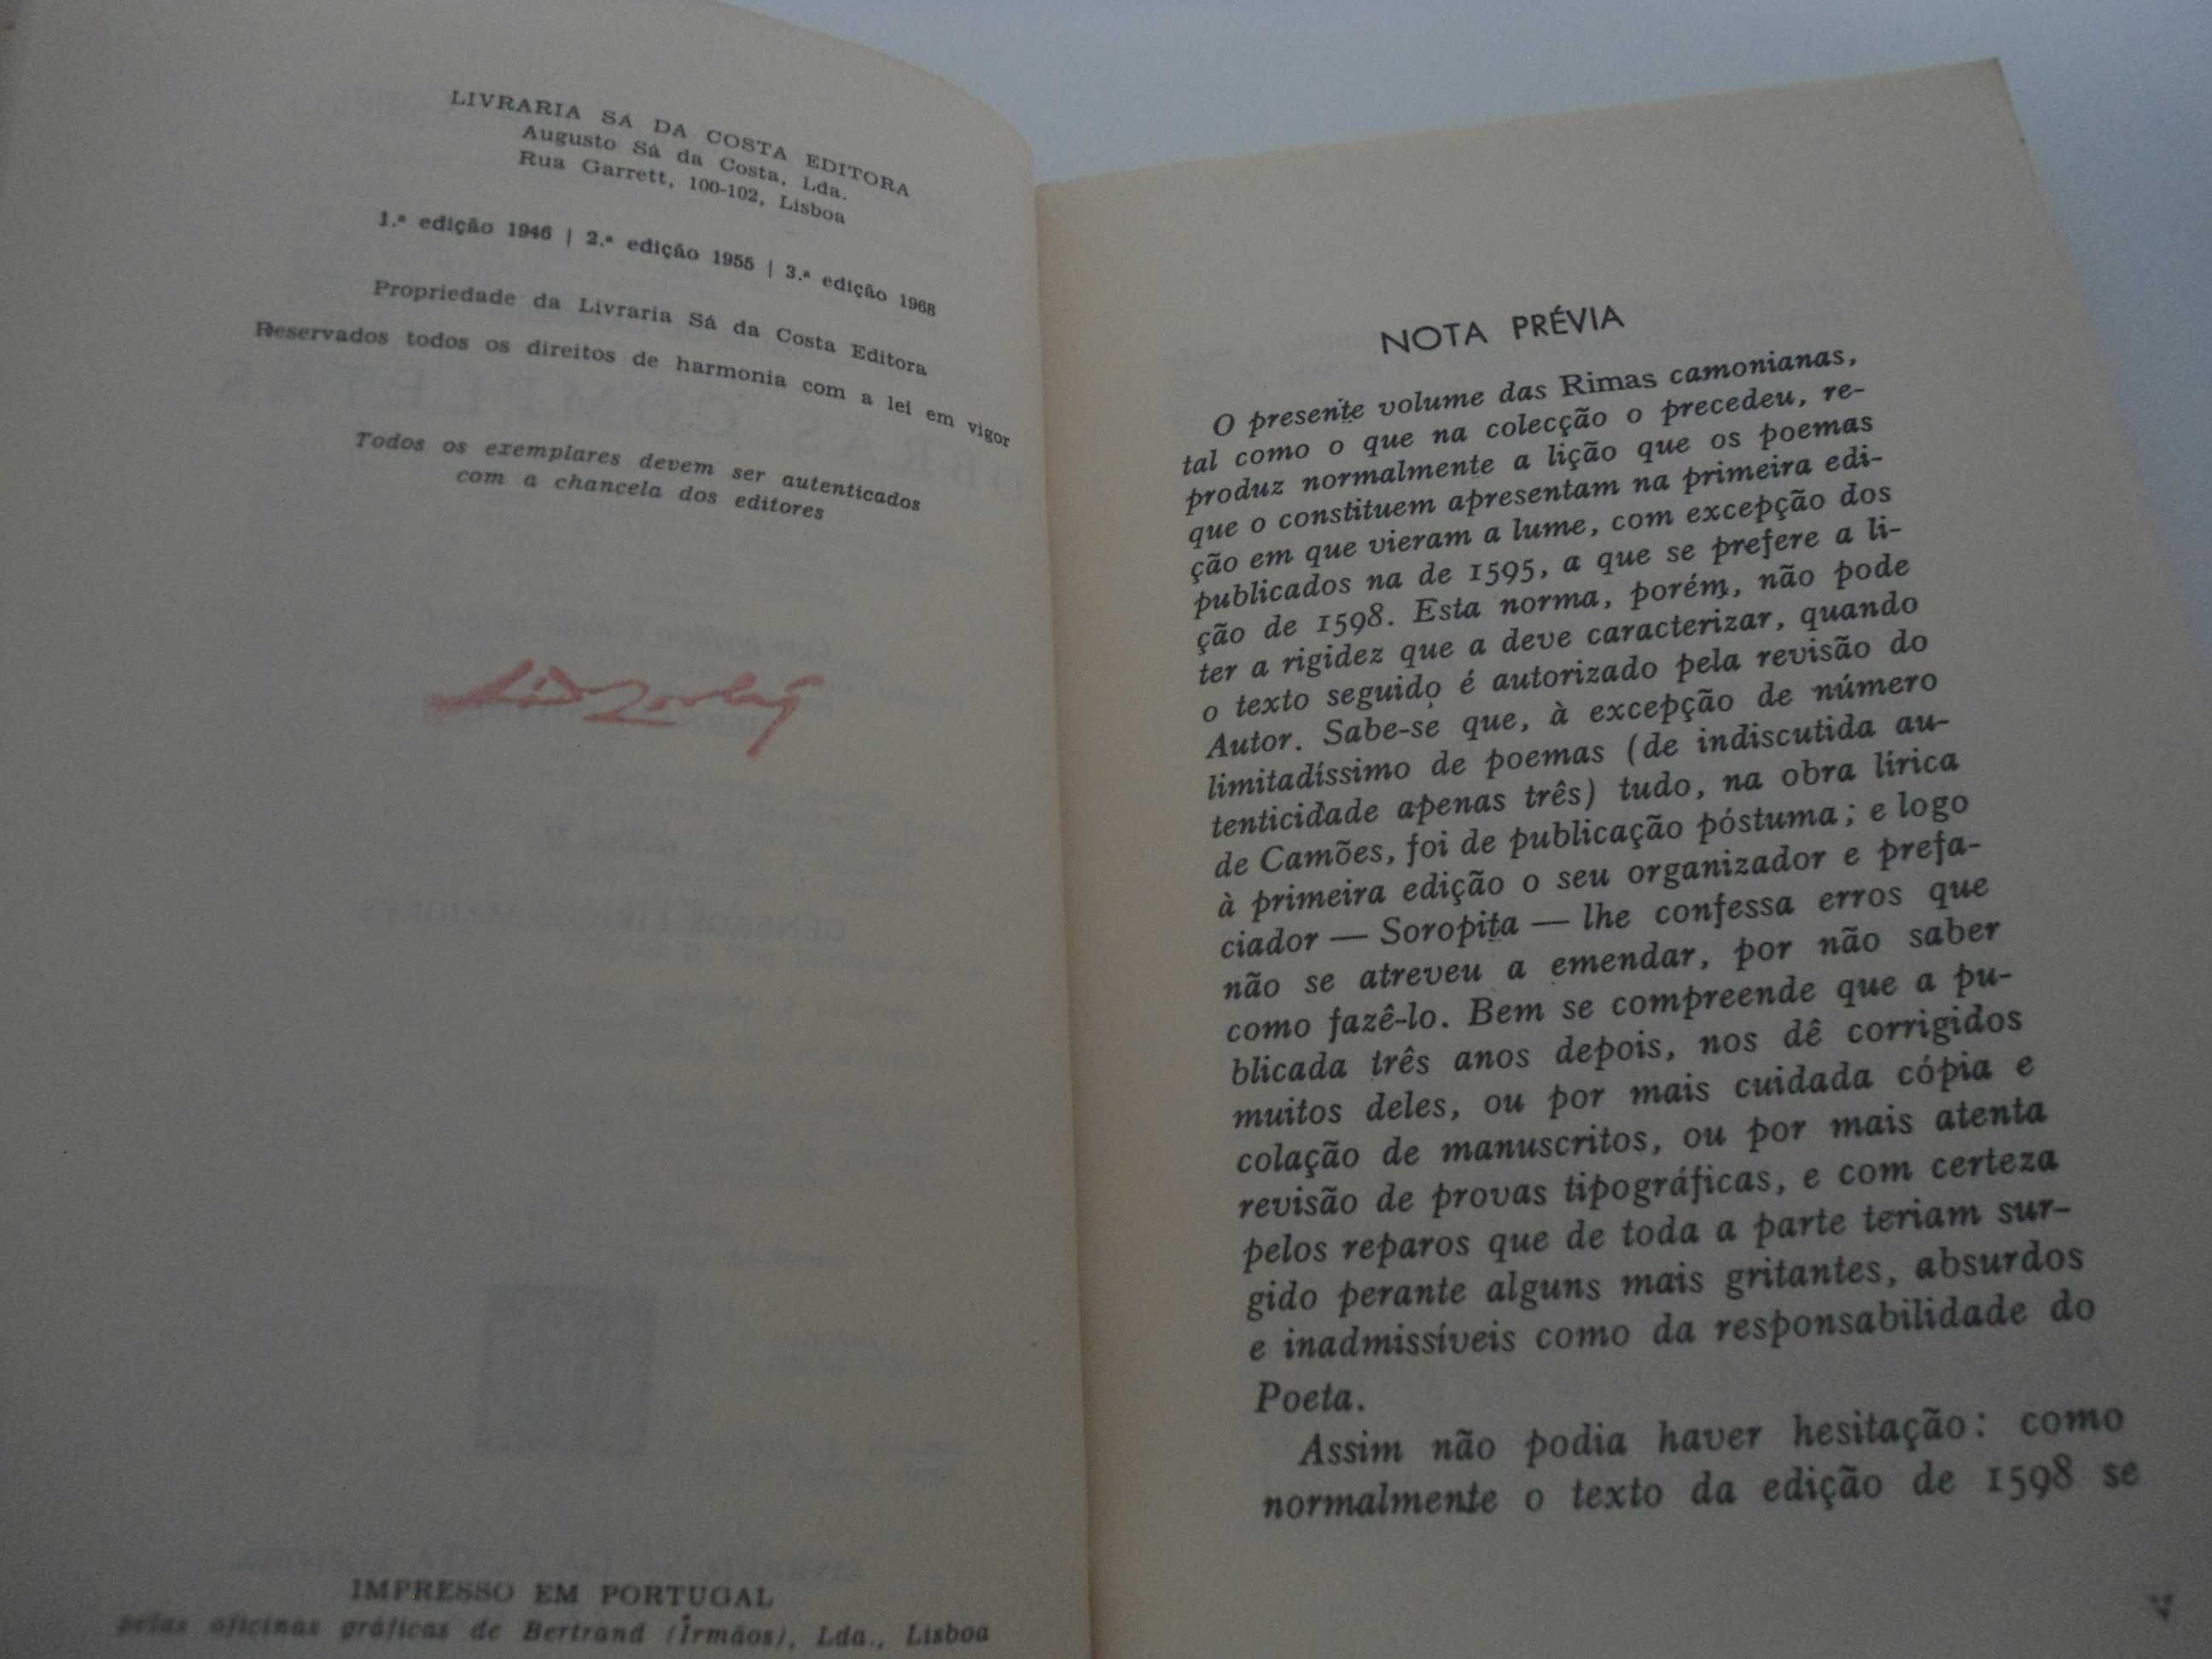 LIVRARIA SÁ DA COSTA EDITORA
Augusto Sá da Costa, Lda.
Rua Garrett, 100-102, Lisboa
1.ª edição 1946 | 2.ª edição 1955 | 3.ª edição 1968
Propriedade da Livraria Sá da Costa Editora
Reservados todos os direitos de harmonia com a lei em vigor
Todos os exemplares devem ser autenticados
com a chancela dos editores
IMPRESSO EM PORTUGAL
pelas oficinas gráficas de Bertrand (Irmãos), Lda., Lisboa
NOTA PRÉVIA
O presente volume das Rimas camonianas,
tal como o que na colecção o precedeu, re-
produz normalmente a lição que os poemas
que o constituem apresentam na primeira edi-
ção em que vieram a lume, com excepção dos
publicados na de 1595, a que se prefere a li-
ção de 1598. Esta norma, porém, não pode
ter a rigidez que a deve caracterizar, quando
o texto seguido é autorizado pela revisão do
Autor. Sabe-se que, à excepção de número
limitadíssimo de poemas (de indiscutida au-
tenticidade apenas três) tudo, na obra lírica
de Camões, foi de publicação póstuma; e logo
à primeira edição o seu organizador e prefa-
ciador — Soropita — lhe confessa erros que
não se atreveu a emendar, por não saber
como fazê-lo. Bem se compreende que a pu-
blicada três anos depois, nos dê corrigidos
muitos deles, ou por mais cuidada cópia e
colação de manuscritos, ou por mais atenta
revisão de provas tipográficas, e com certeza
pelos reparos que de toda a parte teriam sur-
gido perante alguns mais gritantes, absurdos
e inadmissíveis como da responsabilidade do
Poeta.
Assim não podia haver hesitação: como
normalmente o texto da edição de 1598 se